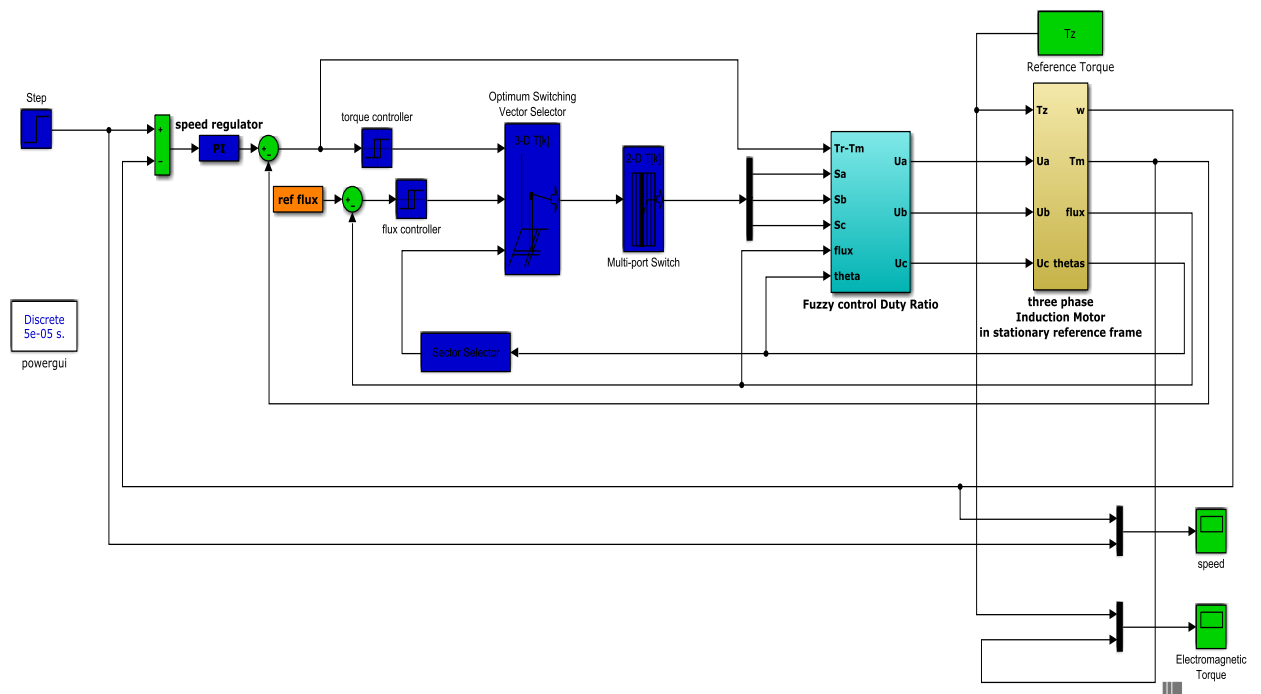 Tz
Reference Torque
Step
speed regulator
PI
torque controller
Optimum Switching
Vector Selector
3-D T[k]
2-D T[k]
Multi-port Switch
ref flux
flux controller
Sector Selector
Tr-Tm
Sa
Sb
Sc
flux
theta
Ua
Ub
Uc
Fuzzy control Duty Ratio
Tz
Ua
Ub
Uc
w
Tm
flux
thetas
three phase
Induction Motor
in stationary reference frame
Discrete
5e-05 s.
powergui
speed
Electromagnetic
Torque